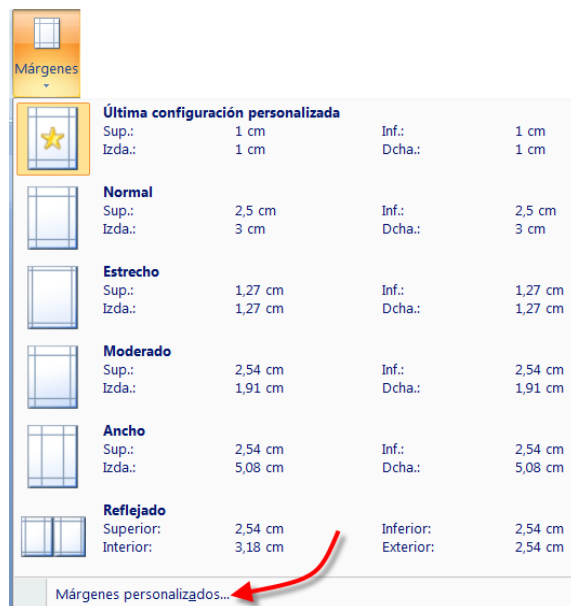 Márgenes
Última configuración personalizada
Sup.: 1 cm Inf.: 1 cm
Izda.: 1 cm Dcha.: 1 cm
Normal
Sup.: 2,5 cm Inf.: 2,5 cm
Izda.: 3 cm Dcha.: 3 cm
Estrecho
Sup.: 1,27 cm Inf.: 1,27 cm
Izda.: 1,27 cm Dcha.: 1,27 cm
Moderado
Sup.: 2,54 cm Inf.: 2,54 cm
Izda.: 1,91 cm Dcha.: 1,91 cm
Ancho
Sup.: 2,54 cm Inf.: 2,54 cm
Izda.: 5,08 cm Dcha.: 5,08 cm
Reflejado
Superior: 2,54 cm Inferior: 2,54 cm
Interior: 3,18 cm Exterior: 2,54 cm
Márgenes personalizados...